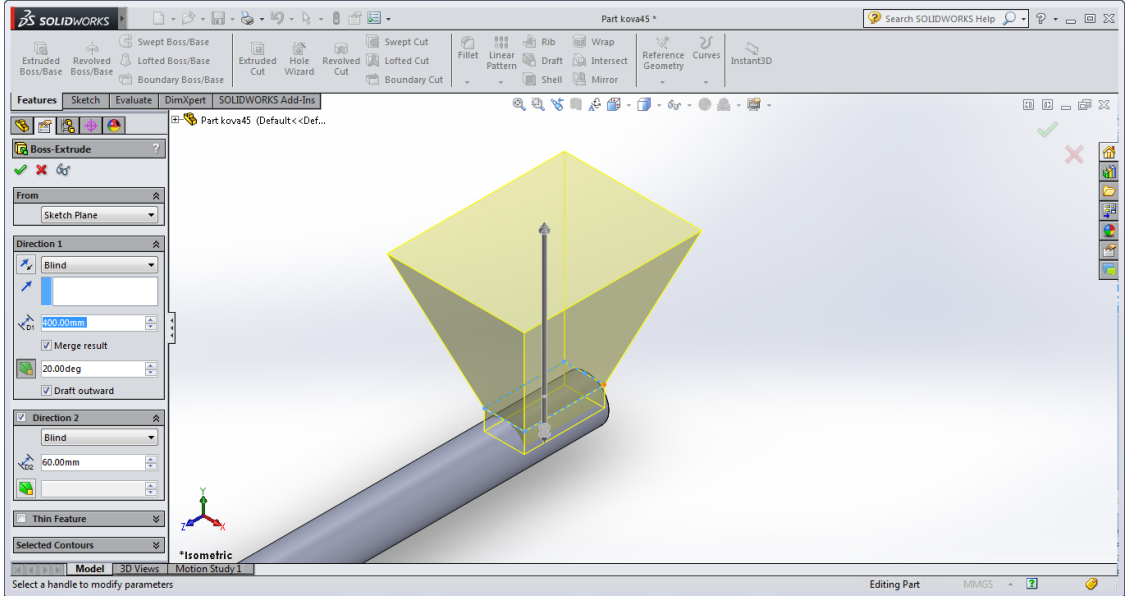 SOLIDWORKS
Part kova45 *
Search SOLIDWORKS Help
Extruded Boss/Base
Revolved Boss/Base
Swept Boss/Base
Lofted Boss/Base
Boundary Boss/Base
Extruded Cut
Hole Wizard
Revolved Cut
Swept Cut
Lofted Cut
Boundary Cut
Fillet
Linear Pattern
Rib
Draft
Shell
Wrap
Intersect
Mirror
Reference Geometry
Curves
Instant3D
Features Sketch Evaluate DimXpert SOLIDWORKS Add-Ins
Part kova45 (Default<<Def...
Boss-Extrude ?
From
Sketch Plane
Direction 1
Blind
D1 400.00mm
Merge result
20.00deg
Draft outward
Direction 2
Blind
D2 60.00mm
Thin Feature
Selected Contours
Y
Z X
*Isometric
Model 3D Views Motion Study 1
Select a handle to modify parameters Editing Part MMGS ?